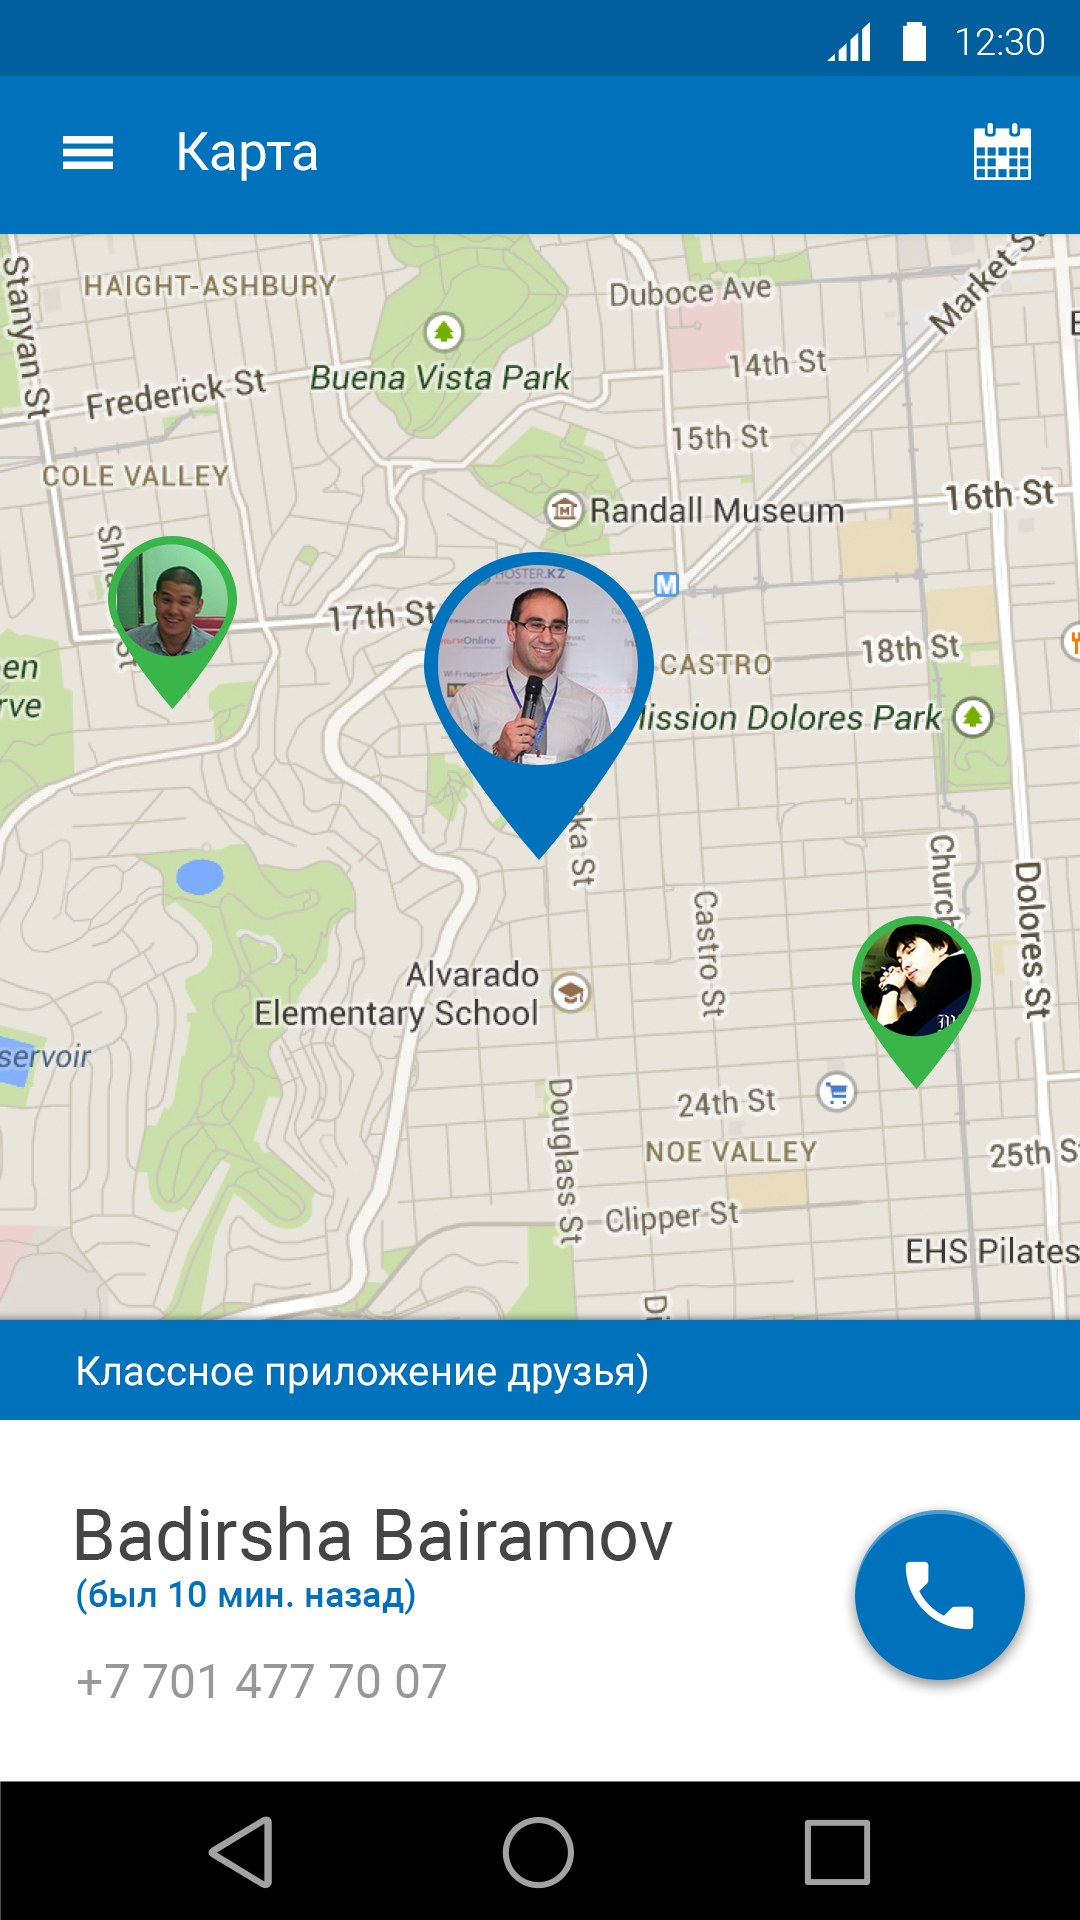 12:30
Карта
Stanyan St
HAIGHT-ASHBURY
Duboce Ave
Market St
Buena Vista Park
14th St
Frederick St
15th St
COLE VALLEY
16th St
Randall Museum
M
HOSTER.KZ
17th St
18th St
CASTRO
Mission Dolores Park
Church
Dolores St
Castro St
Alvarado
Elementary School
servoir
24th St
Douglass St
NOE VALLEY
25th S
Clipper St
EHS Pilates
Классное приложение друзья)
Badirsha Bairamov
(был 10 мин. назад)
+7 701 477 70 07